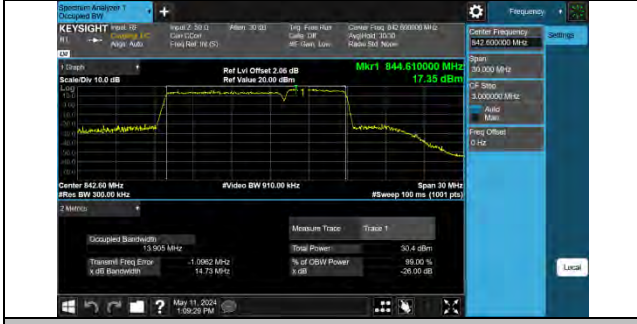 Spectrum Analyzer 1
Occupied BW
+
Frequency
KEYSIGHT
Input: RF
Coupling: DC
Align: Auto
Input Z: 50 Ω
Corr CCorr
Freq Ref: Int (S)
Atten: 30 dB
Trig: Free Run
Gate: Off
#IF Gain: Low
Center Freq: 842.600000 MHz
Avg|Hold: 10/10
Radio Std: None
Center Frequency
842.600000 MHz
Settings
Span
30.000 MHz
CF Step
3.000000 MHz
Auto
Man
Freq Offset
0 Hz
Local
1 Graph
Scale/Div 10.0 dB
Ref Lvl Offset 2.06 dB
Ref Value 20.00 dBm
Mkr1 844.610000 MHz
17.35 dBm
Log
Center 842.60 MHz
#Res BW 300.00 kHz
#Video BW 910.00 kHz
Span 30 MHz
#Sweep 100 ms (1001 pts)
2 Metrics
Measure Trace
Trace 1
Occupied Bandwidth
13.905 MHz
Total Power
30.4 dBm
Transmit Freq Error
-1.0962 MHz
% of OBW Power
99.00 %
x dB Bandwidth
14.73 MHz
x dB
-26.00 dB
May 11, 2024
1:09:29 PM